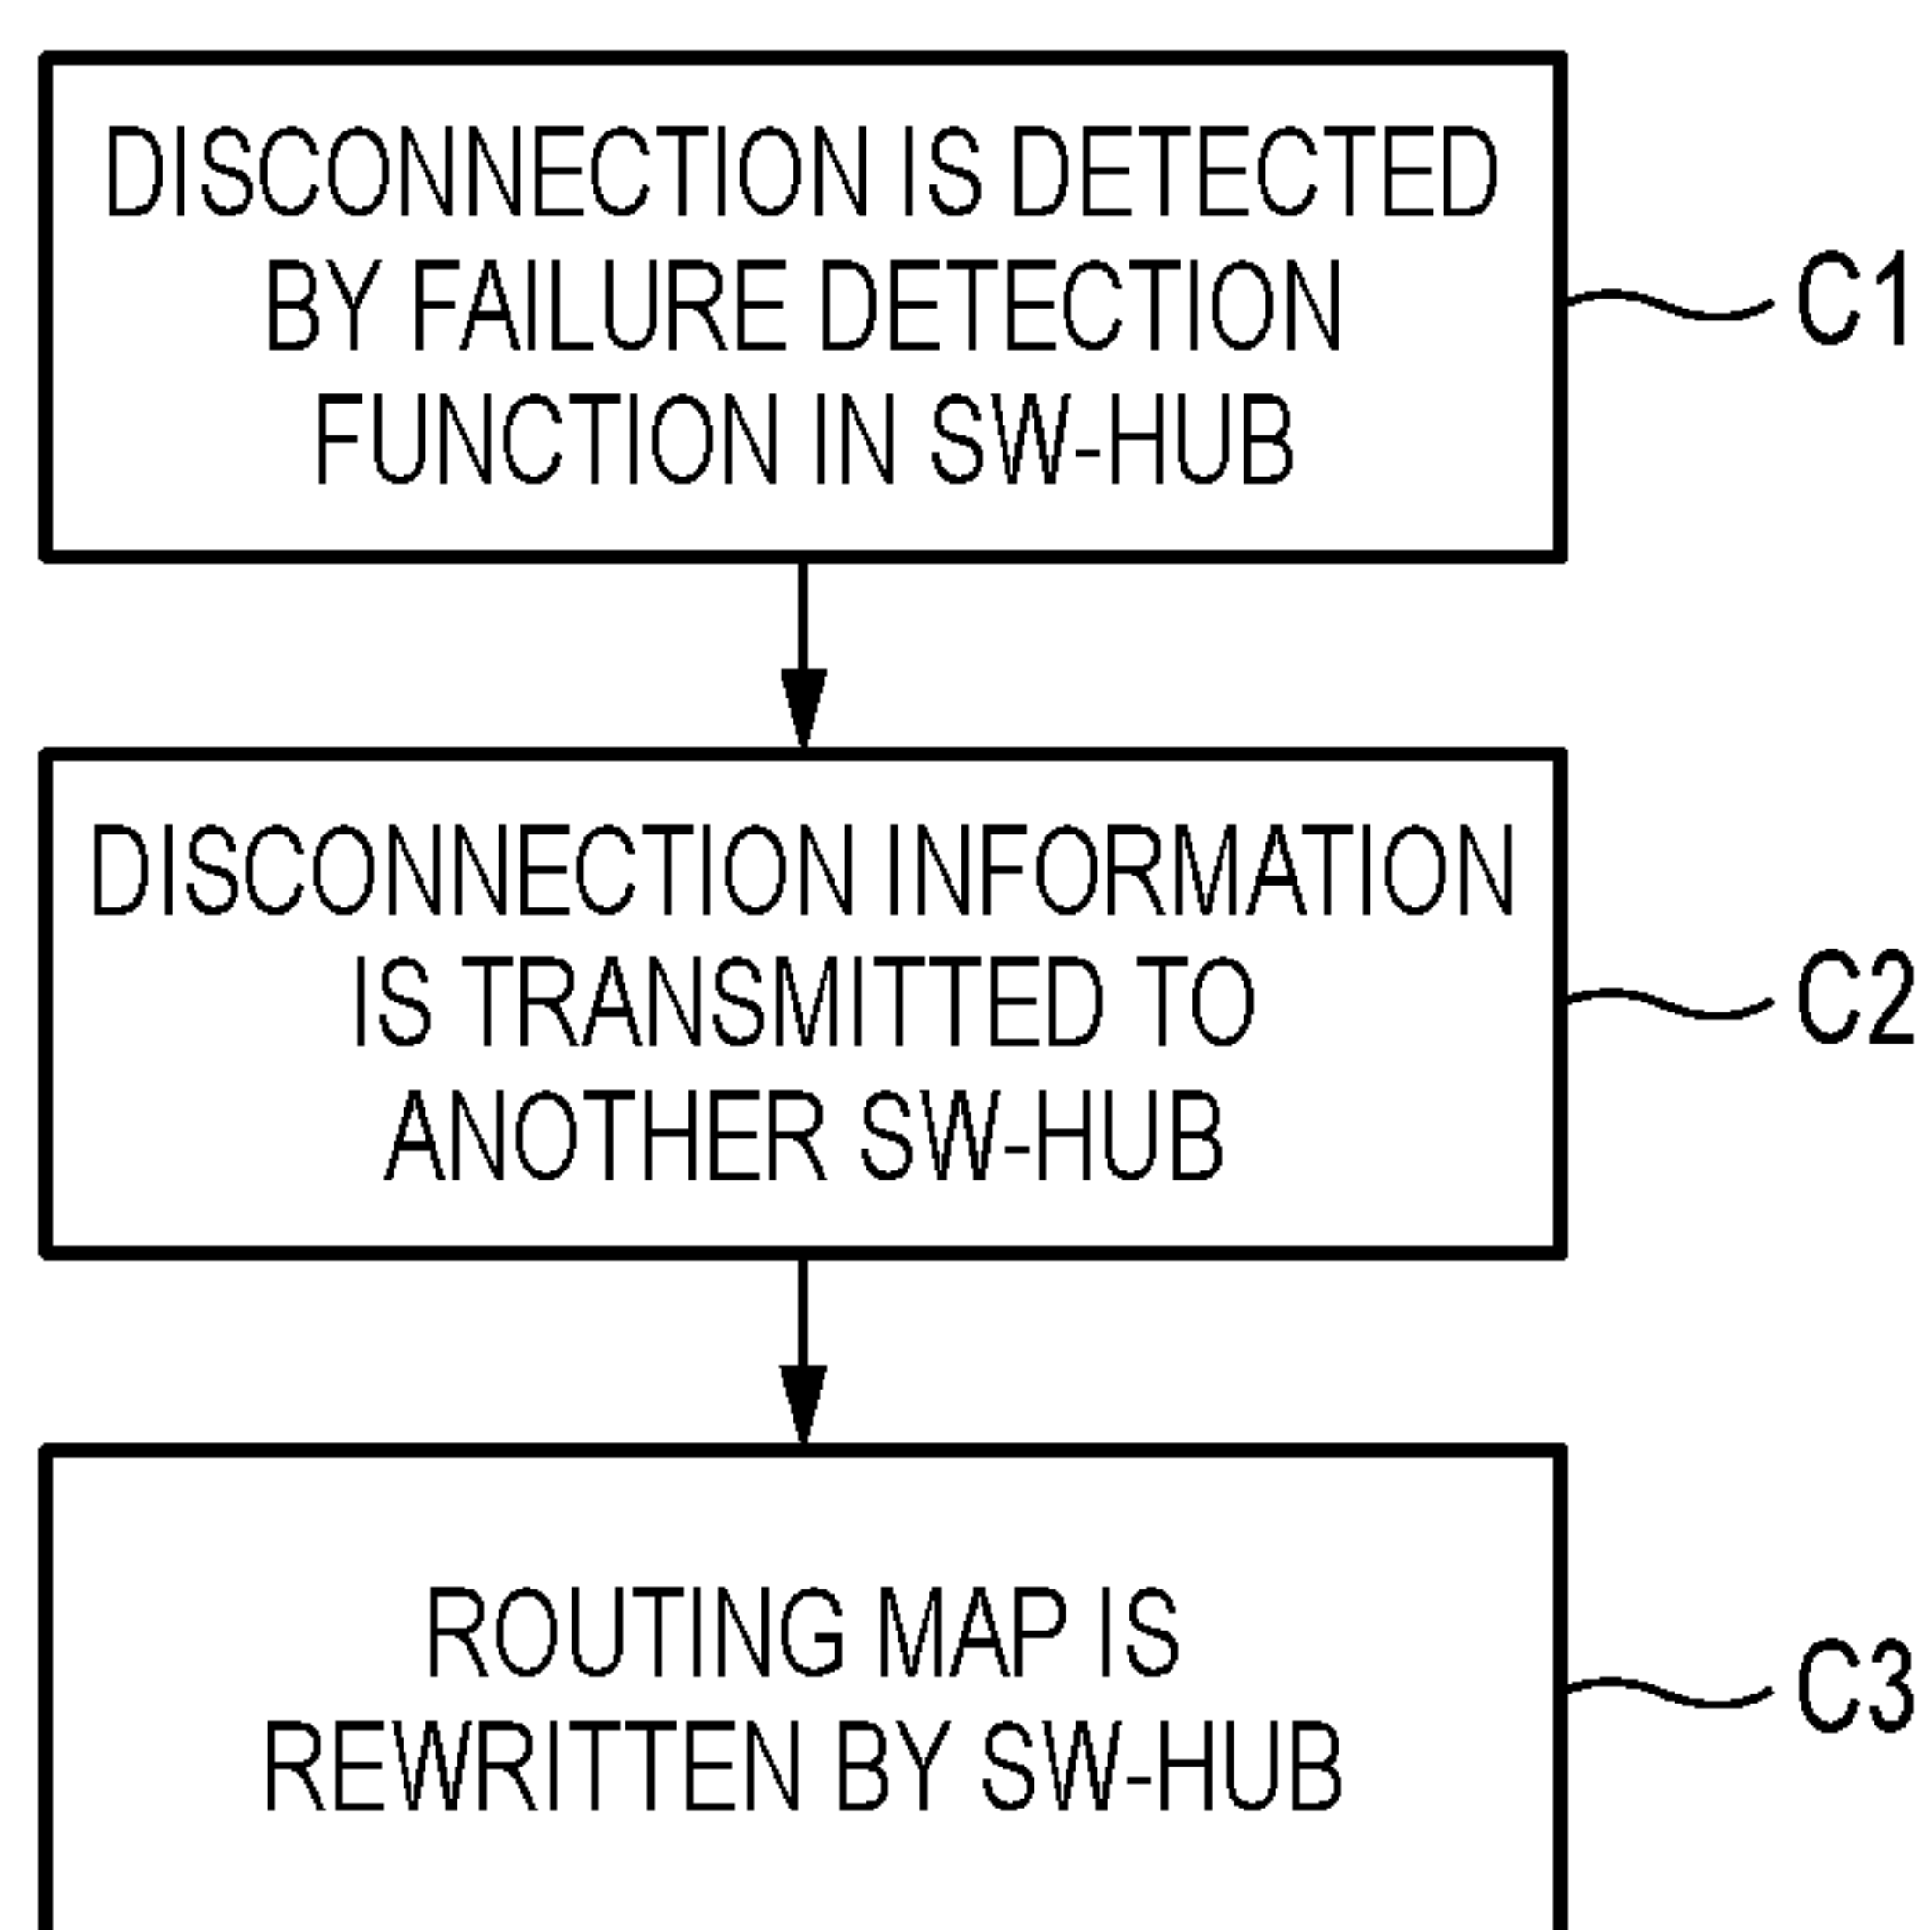 DISCONNECTION IS DETECTED
BY FAILURE DETECTION
FUNCTION IN SW-HUB
C1
DISCONNECTION INFORMATION
IS TRANSMITTED TO
ANOTHER SW-HUB
C2
ROUTING MAP IS
REWRITTEN BY SW-HUB
C3